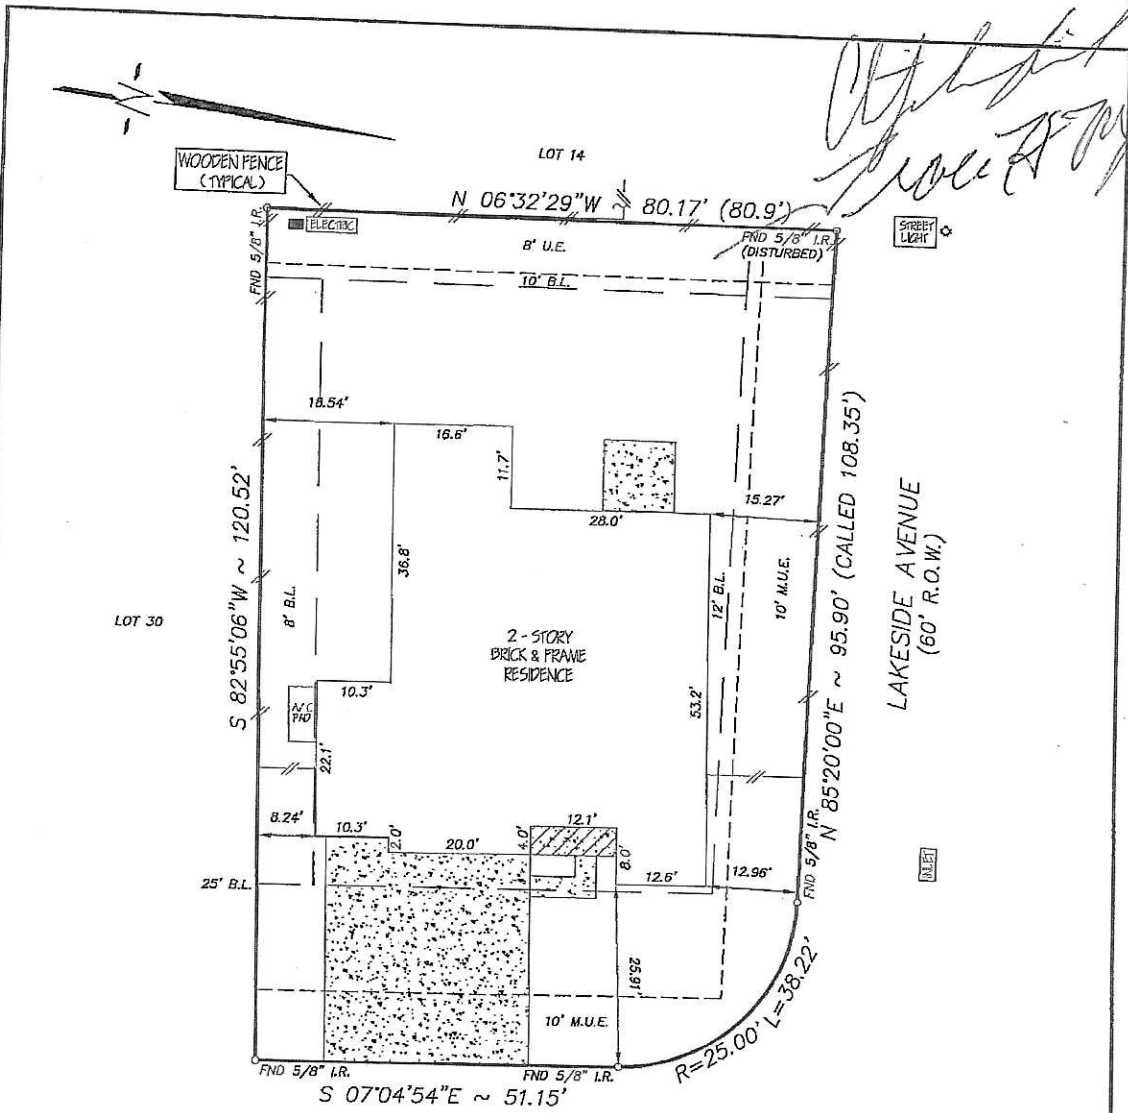 WOODEN FENCE
(TYPICAL)
LOT 14
N 06°32'29"W ~ 80.17' (80.9')
STREET
LIGHT
ELECTRIC
FND 5/8" I.R.
(DISTURBED)
FND 5/8" I.R.
8' U.E.
10' B.L.
18.54'
16.6'
11.7'
28.0'
15.27'
S 82°55'06"W ~ 120.52'
N 85°20'00"E ~ 95.90' (CALLED 108.35')
LAKESIDE AVENUE
(60' R.O.W.)
36.8'
8' B.L.
12' B.L.
10' M.U.E.
LOT 30
2 - STORY
BRICK & FRAME
RESIDENCE
10.3'
53.2'
A/C
PAD
22.1'
8.24'
10.3'
2.0'
20.0'
4.0'
12.1'
8.0'
12.6'
12.96'
FND 5/8" I.R.
INLET
25' B.L.
25.91'
10' M.U.E.
R=25.00' L=38.22'
FND 5/8" I.R.
FND 5/8" I.R.
S 07°04'54"E ~ 51.15'